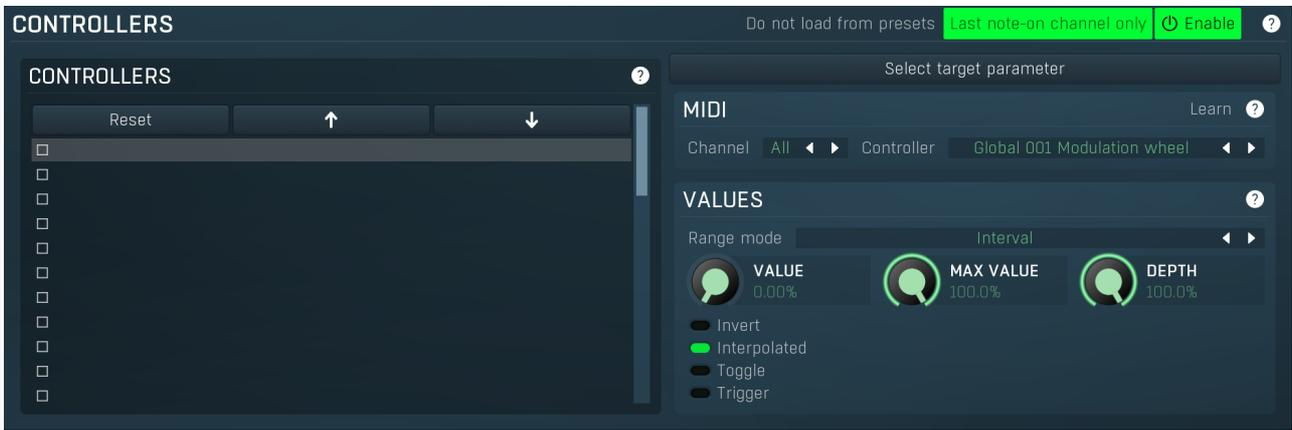 CONTROLLERS
Do not load from presets Last note-on channel only Enable ?
CONTROLLERS ?
Select target parameter
Reset
MIDI Learn ?
Channel All Controller Global 001 Modulation wheel
VALUES ?
Range mode Interval
VALUE MAX VALUE DEPTH
0.00% 100.0% 100.0%
Invert
Interpolated
Toggle
Trigger